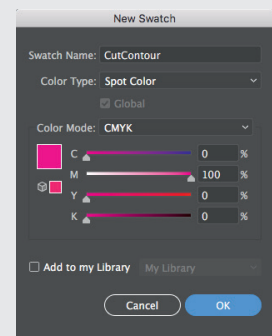 New Swatch
Swatch Name: CutContour
Color Type: Spot Color
Global
Color Mode: CMYK
C 0 %
M 100 %
Y 0 %
K 0 %
Add to my Library My Library
Cancel OK